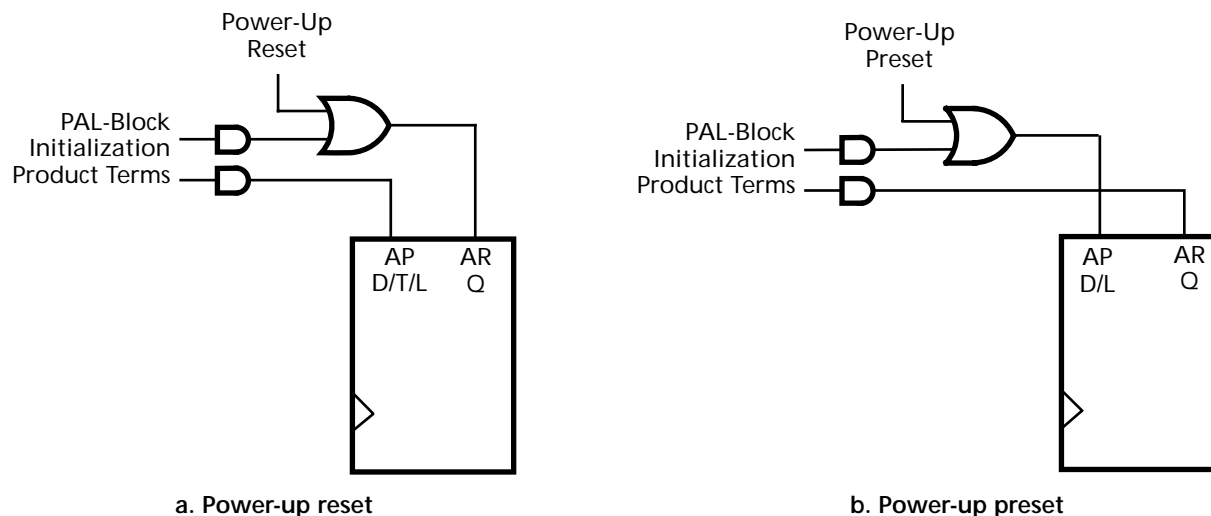 Power-Up
Reset
PAL-Block
Initialization
Product Terms
AP
AR
D/T/L
Q
a. Power-up reset
Power-Up
Preset
PAL-Block
Initialization
Product Terms
AP
AR
D/L
Q
b. Power-up preset